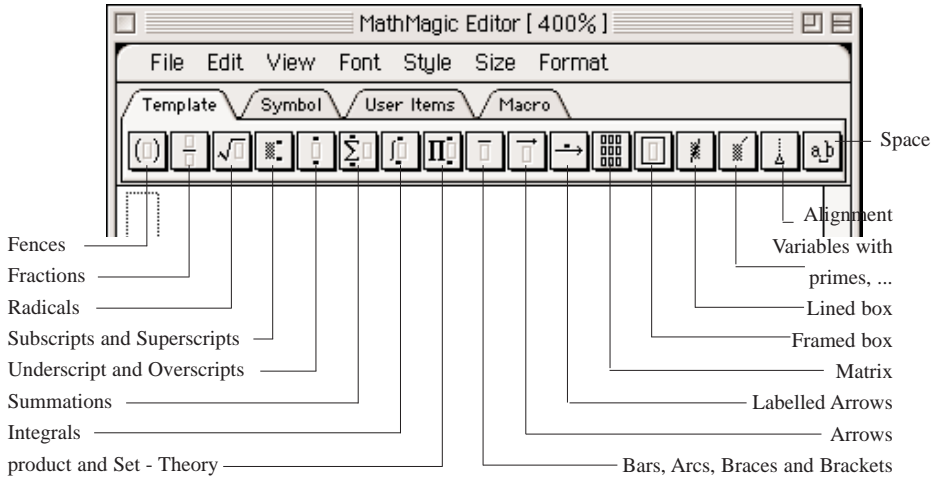 MathMagic Editor [ 400% ]
File Edit View Font Style Size Format
Template Symbol User Items Macro
a_b
Space
Alignment
Fences
Variables with
primes, ...
Fractions
Radicals
Lined box
Subscripts and Superscripts
Framed box
Underscript and Overscripts
Matrix
Summations
Labelled Arrows
Integrals
Arrows
product and Set - Theory
Bars, Arcs, Braces and Brackets